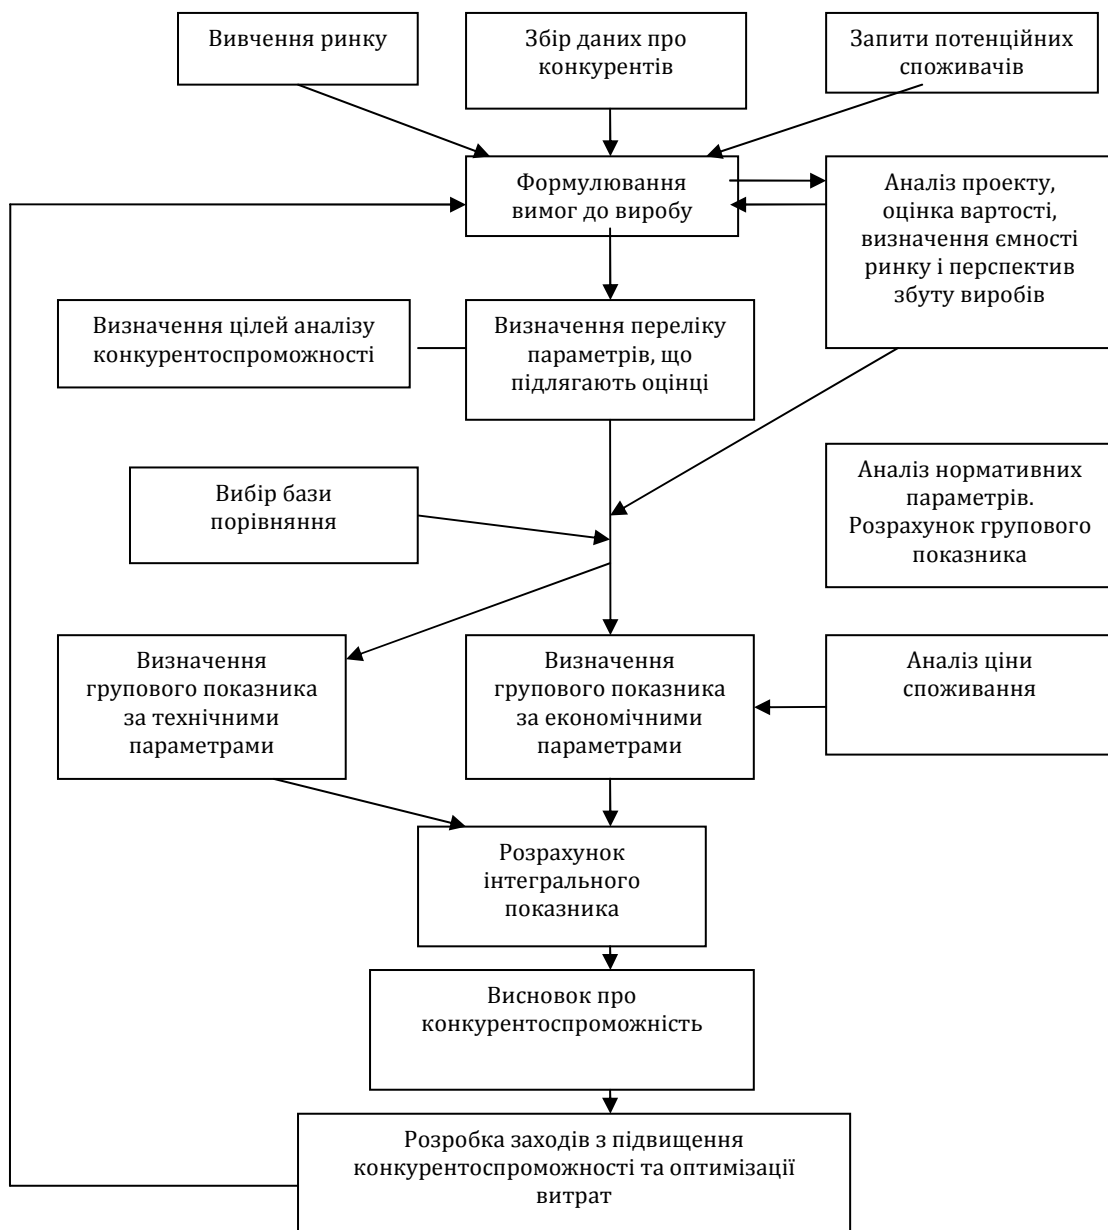 Вивчення ринку
Збір даних про
конкурентів
Запити потенційних
споживачів
Формулювання
вимог до виробу
Аналіз проекту,
оцінка вартості,
визначення ємності
ринку і перспектив
збуту виробів
Визначення цілей аналізу
конкурентоспроможності
Визначення переліку
параметрів, що
підлягають оцінці
Вибір бази
порівняння
Аналіз нормативних
параметрів.
Розрахунок групового
показника
Визначення
групового показника
за технічними
параметрами
Визначення
групового показника
за економічними
параметрами
Аналіз ціни
споживання
Розрахунок
інтегрального
показника
Висновок про
конкурентоспроможність
Розробка заходів з підвищення
конкурентоспроможності та оптимізації
витрат